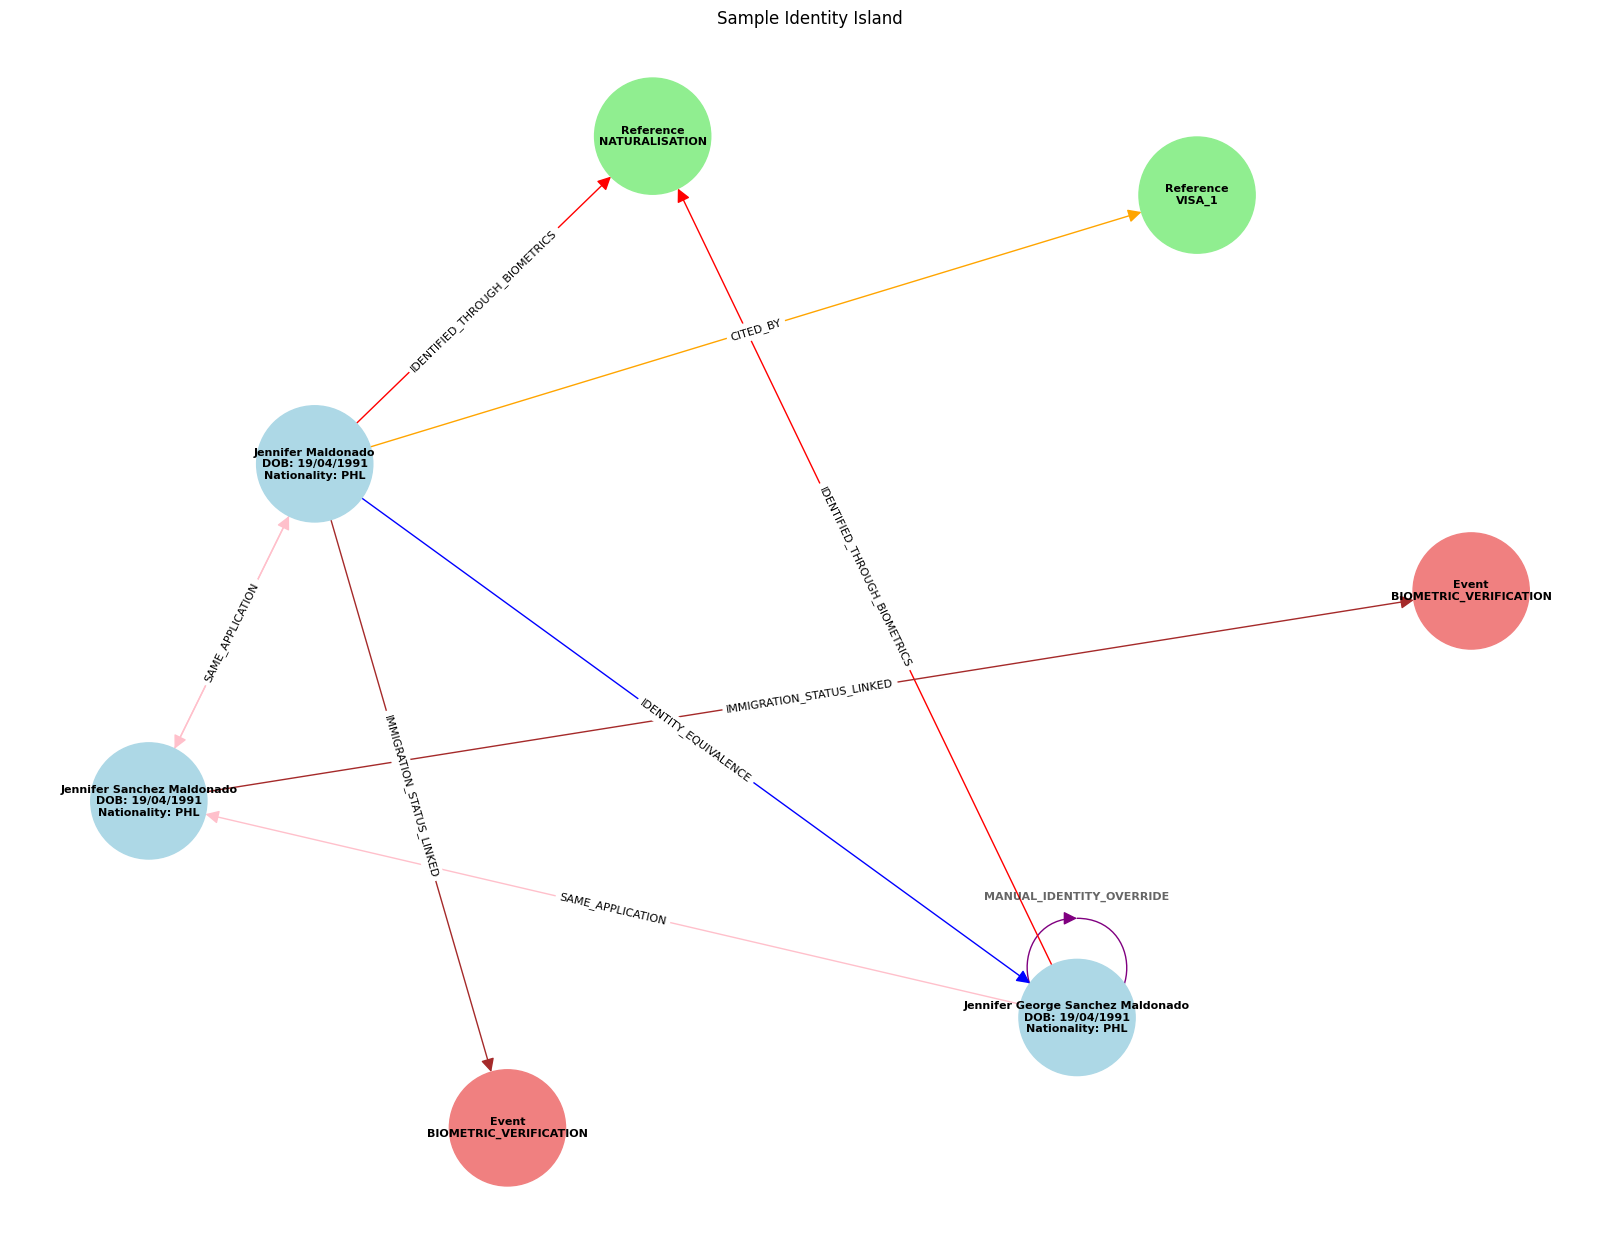 Sample Identity Island
Reference
NATURALISATION
Reference
VISA_1
IDENTIFIED_THROUGH_BIOMETRICS
CITED_BY
Jennifer Maldonado
DOB: 19/04/1991
Nationality: PHL
IDENTIFIED_THROUGH_BIOMETRICS
Event
BIOMETRIC_VERIFICATION
SAME_APPLICATION
IMMIGRATION_STATUS_LINKED
IDENTITY_EQUIVALENCE
IMMIGRATION_STATUS_LINKED
Jennifer Sanchez Maldonado
DOB: 19/04/1991
Nationality: PHL
SAME_APPLICATION
MANUAL_IDENTITY_OVERRIDE
Jennifer George Sanchez Maldonado
DOB: 19/04/1991
Nationality: PHL
Event
BIOMETRIC_VERIFICATION